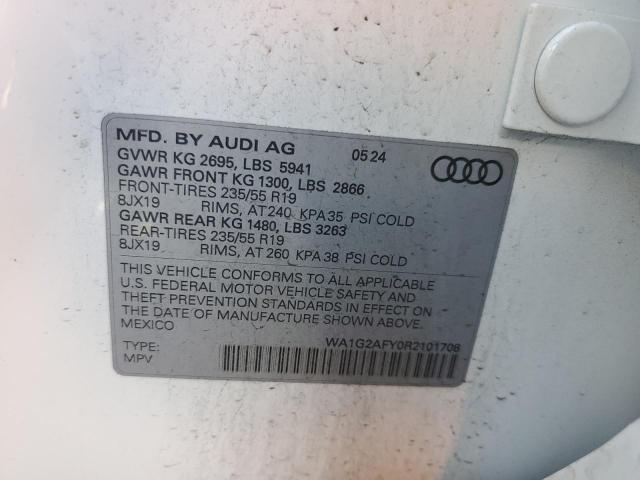 MFD. BY AUDI AG 0524
GVWR KG 2695, LBS 5941
GAWR FRONT KG 1300, LBS 2866
FRONT-TIRES 235/55 R19
8JX19 RIMS, AT 240 KPA 35 PSI COLD
GAWR REAR KG 1480, LBS 3263
REAR-TIRES 235/55 R19
8JX19 RIMS, AT 260 KPA 38 PSI COLD
THIS VEHICLE CONFORMS TO ALL APPLICABLE
U.S. FEDERAL MOTOR VEHICLE SAFETY AND
THEFT PREVENTION STANDARDS IN EFFECT ON
THE DATE OF MANUFACTURE SHOWN ABOVE.
MEXICO
TYPE: WA1G2AFY0R2101708
MPV